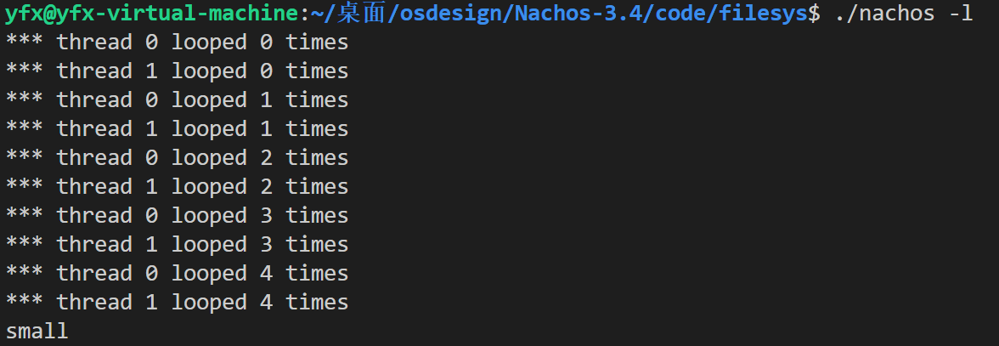 yfx@yfx-virtual-machine:~/桌面/osdesign/Nachos-3.4/code/filesys$ ./nachos -l
*** thread 0 looped 0 times
*** thread 1 looped 0 times
*** thread 0 looped 1 times
*** thread 1 looped 1 times
*** thread 0 looped 2 times
*** thread 1 looped 2 times
*** thread 0 looped 3 times
*** thread 1 looped 3 times
*** thread 0 looped 4 times
*** thread 1 looped 4 times
small